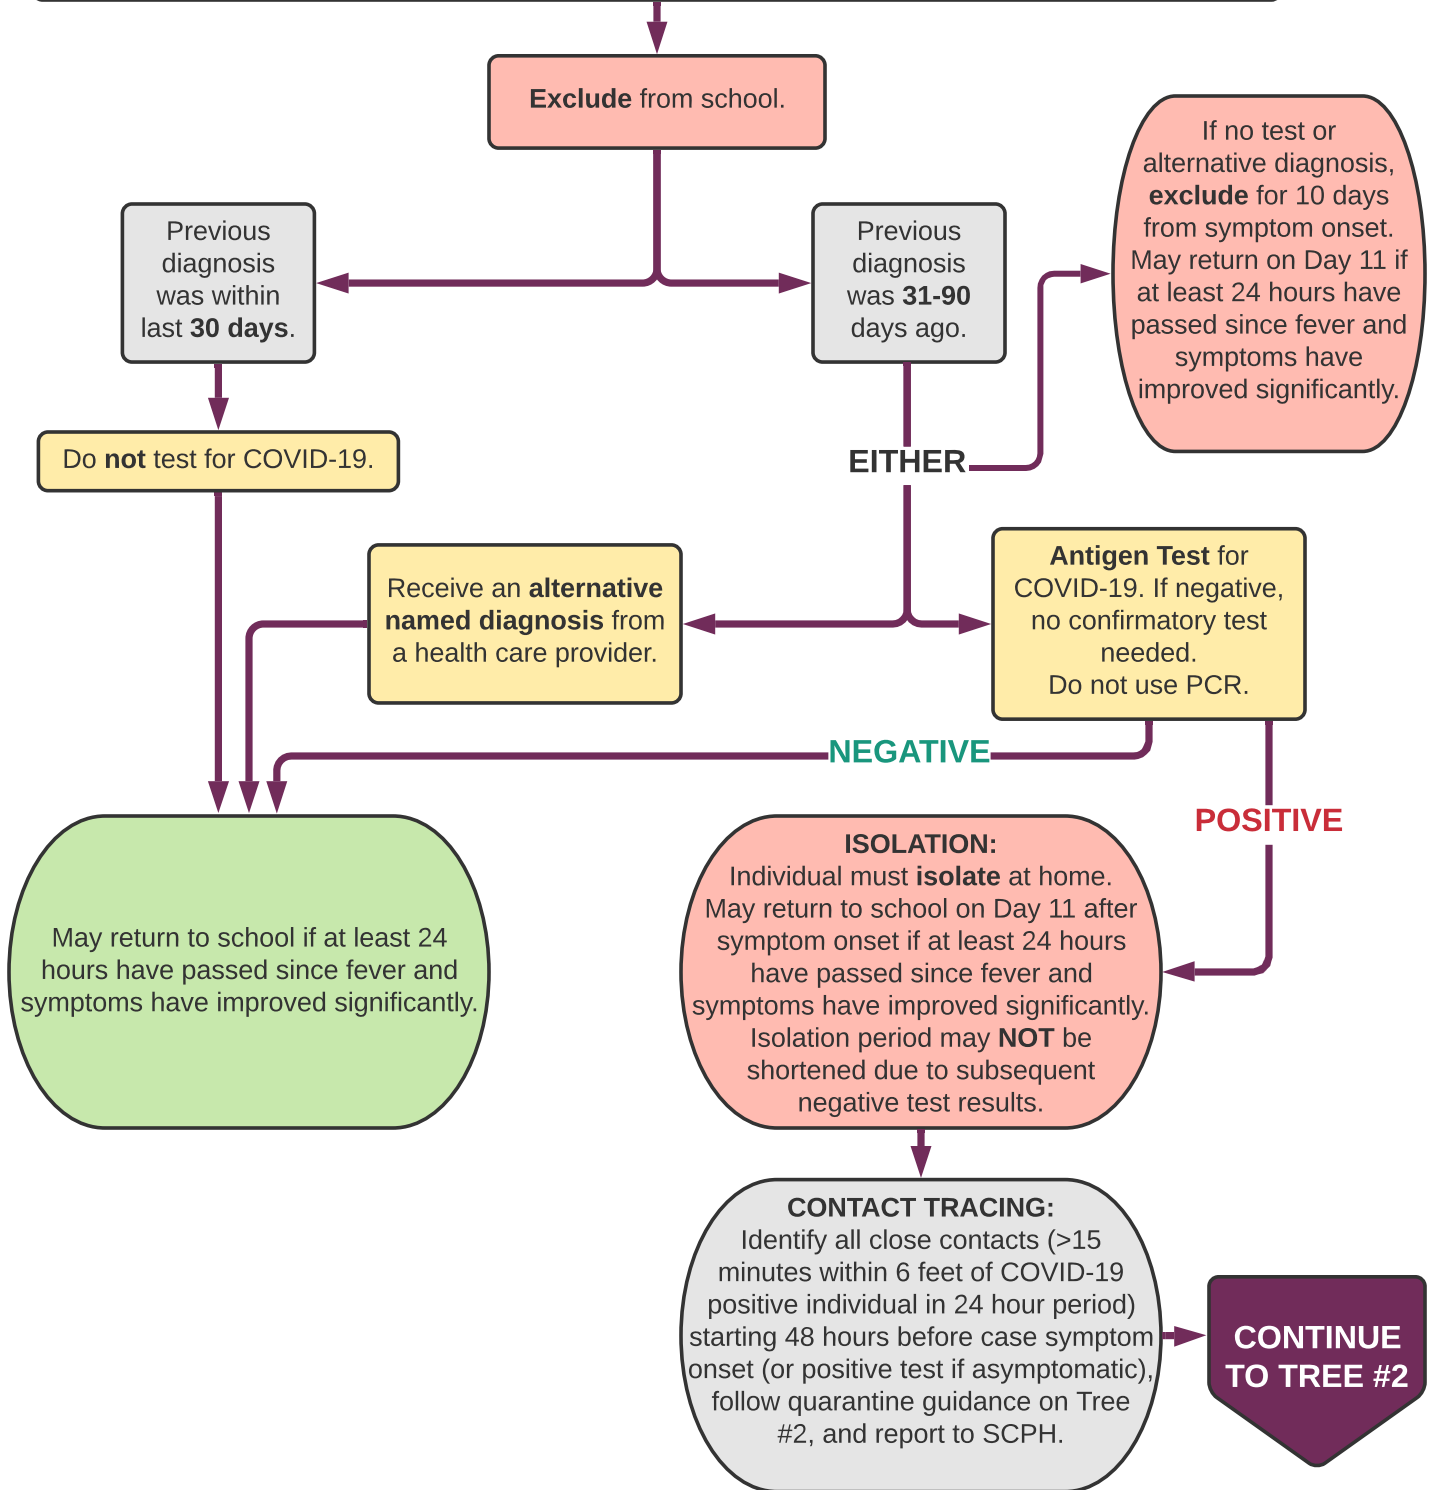 Exclude from school.
If no test or
alternative diagnosis,
exclude for 10 days
from symptom onset.
May return on Day 11 if
at least 24 hours have
passed since fever and
symptoms have
improved significantly.
Previous
diagnosis
was within
last 30 days.
Previous
diagnosis
was 31-90
days ago.
Do not test for COVID-19.
EITHER
Receive an alternative
named diagnosis from
a health care provider.
Antigen Test for
COVID-19. If negative,
no confirmatory test
needed.
Do not use PCR.
NEGATIVE
POSITIVE
May return to school if at least 24
hours have passed since fever and
symptoms have improved significantly.
ISOLATION:
Individual must isolate at home.
May return to school on Day 11 after
symptom onset if at least 24 hours
have passed since fever and
symptoms have improved significantly.
Isolation period may NOT be
shortened due to subsequent
negative test results.
CONTACT TRACING:
Identify all close contacts (>15
minutes within 6 feet of COVID-19
positive individual in 24 hour period)
starting 48 hours before case symptom
onset (or positive test if asymptomatic),
follow quarantine guidance on Tree
#2, and report to SCPH.
CONTINUE
TO TREE #2